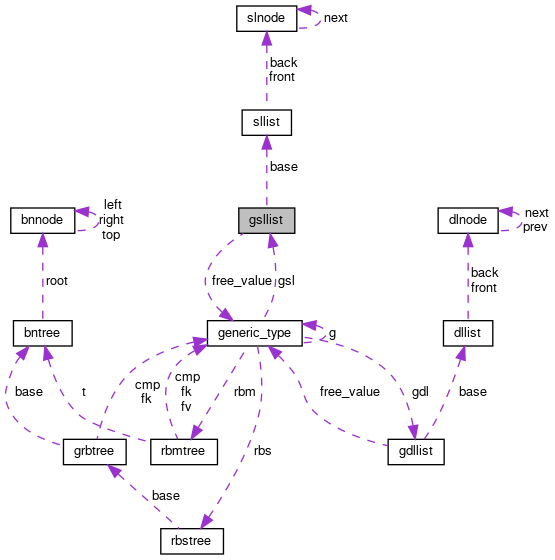 slnode
next
back
front
sllist
base
gsllist
left
right
top
bnnode
dlnode
next
prev
root
free_value
gsl
back
front
bntree
generic_type
g
dllist
base
t
cmp
fk
cmp
fk
fv
rbm
free_value
gdl
base
grbtree
rbmtree
rbs
gdllist
base
rbstree